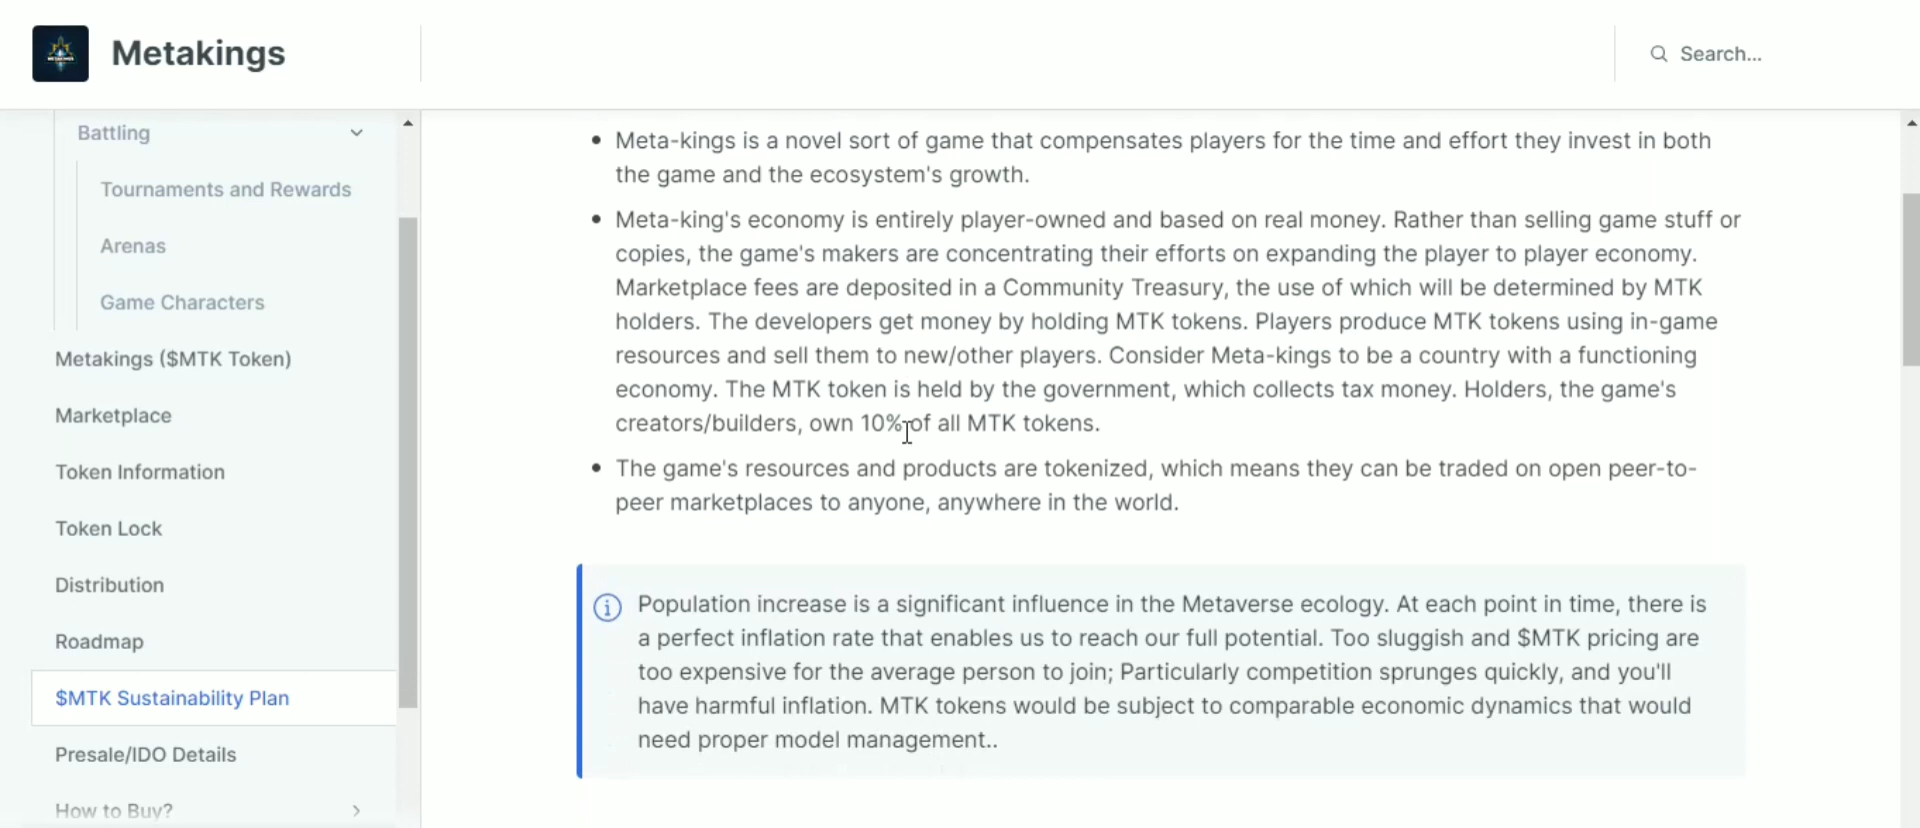 Metakings
Search...
Battling
Tournaments and Rewards
Arenas
Game Characters
Metakings ($MTK Token)
Marketplace
Token Information
Token Lock
Distribution
Roadmap
$MTK Sustainability Plan
Presale/IDO Details
How to Buy?
Meta-kings is a novel sort of game that compensates players for the time and effort they invest in both
the game and the ecosystem's growth.
Meta-king's economy is entirely player-owned and based on real money. Rather than selling game stuff or
copies, the game's makers are concentrating their efforts on expanding the player to player economy.
Marketplace fees are deposited in a Community Treasury, the use of which will be determined by MTK
holders. The developers get money by holding MTK tokens. Players produce MTK tokens using in-game
resources and sell them to new/other players. Consider Meta-kings to be a country with a functioning
economy. The MTK token is held by the government, which collects tax money. Holders, the game's
creators/builders, own 10% of all MTK tokens.
The game's resources and products are tokenized, which means they can be traded on open peer-to-
peer marketplaces to anyone, anywhere in the world.
Population increase is a significant influence in the Metaverse ecology. At each point in time, there is
a perfect inflation rate that enables us to reach our full potential. Too sluggish and $MTK pricing are
too expensive for the average person to join; Particularly competition sprunges quickly, and you'll
have harmful inflation. MTK tokens would be subject to comparable economic dynamics that would
need proper model management..